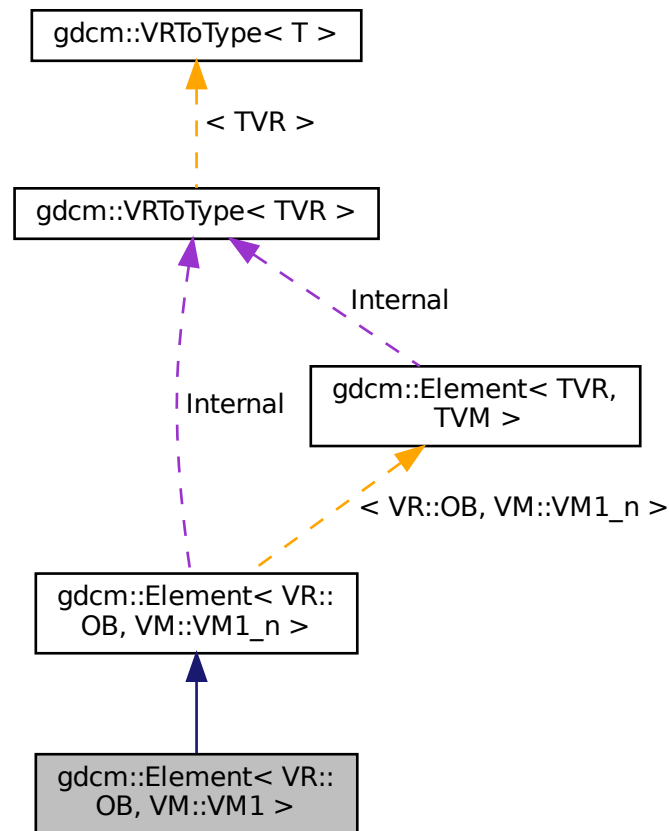 gdcm::VRToType< T >
< TVR >
gdcm::VRToType< TVR >
Internal
gdcm::Element< TVR,
TVM >
Internal
< VR::OB, VM::VM1_n >
gdcm::Element< VR::
OB, VM::VM1_n >
gdcm::Element< VR::
OB, VM::VM1 >